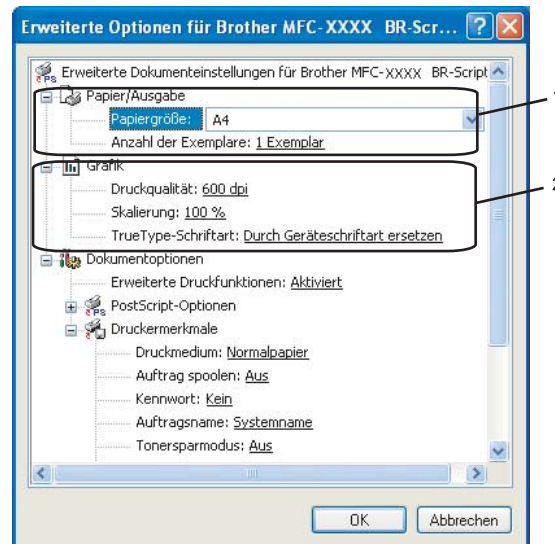 Erweiterte Optionen für Brother MFC-XXXX BR-Scr...
Erweiterte Dokumenteinstellungen für Brother MFC-XXXX BR-Script
Papier/Ausgabe
Papiergröße: A4
Anzahl der Exemplare: 1 Exemplar
Grafik
Druckqualität: 600 dpi
Skalierung: 100 %
TrueType-Schriftart: Durch Geräteschriftart ersetzen
Dokumentoptionen
Erweiterte Druckfunktionen: Aktiviert
PostScript-Optionen
Druckermerkmale
Druckmedium: Normalpapier
Auftrag spoolen: Aus
Kennwort: Kein
Auftragsname: Systemname
Tonersparmodus: Aus
OK Abbrechen